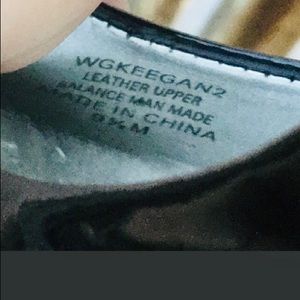 WGKEEGAN2
LEATHER UPPER
BALANCE MAN MADE
MADE IN CHINA
9½M